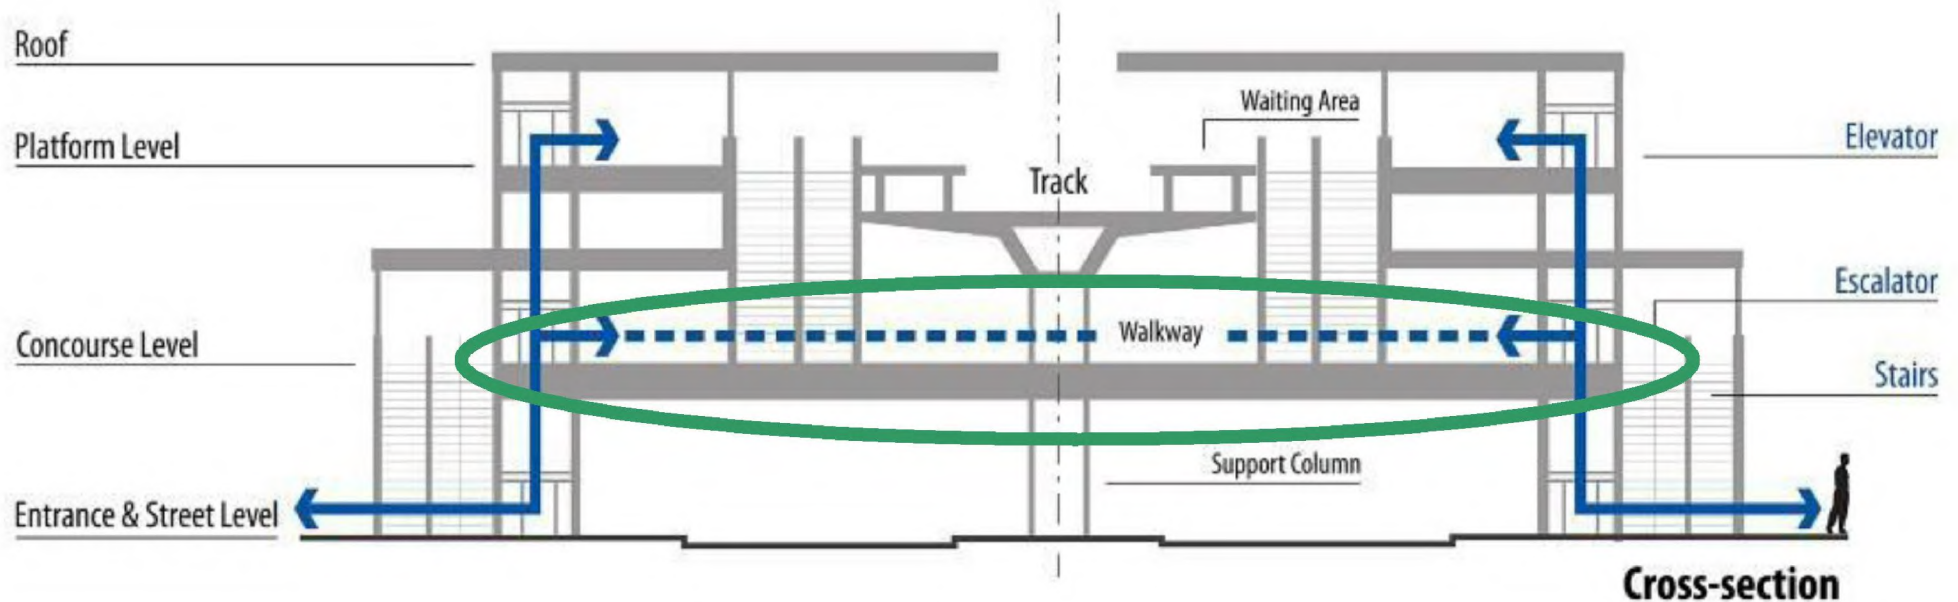 Roof
Platform Level
Concourse Level
Entrance & Street Level
Waiting Area
Track
Walkway
Support Column
Elevator
Escalator
Stairs
Cross-section